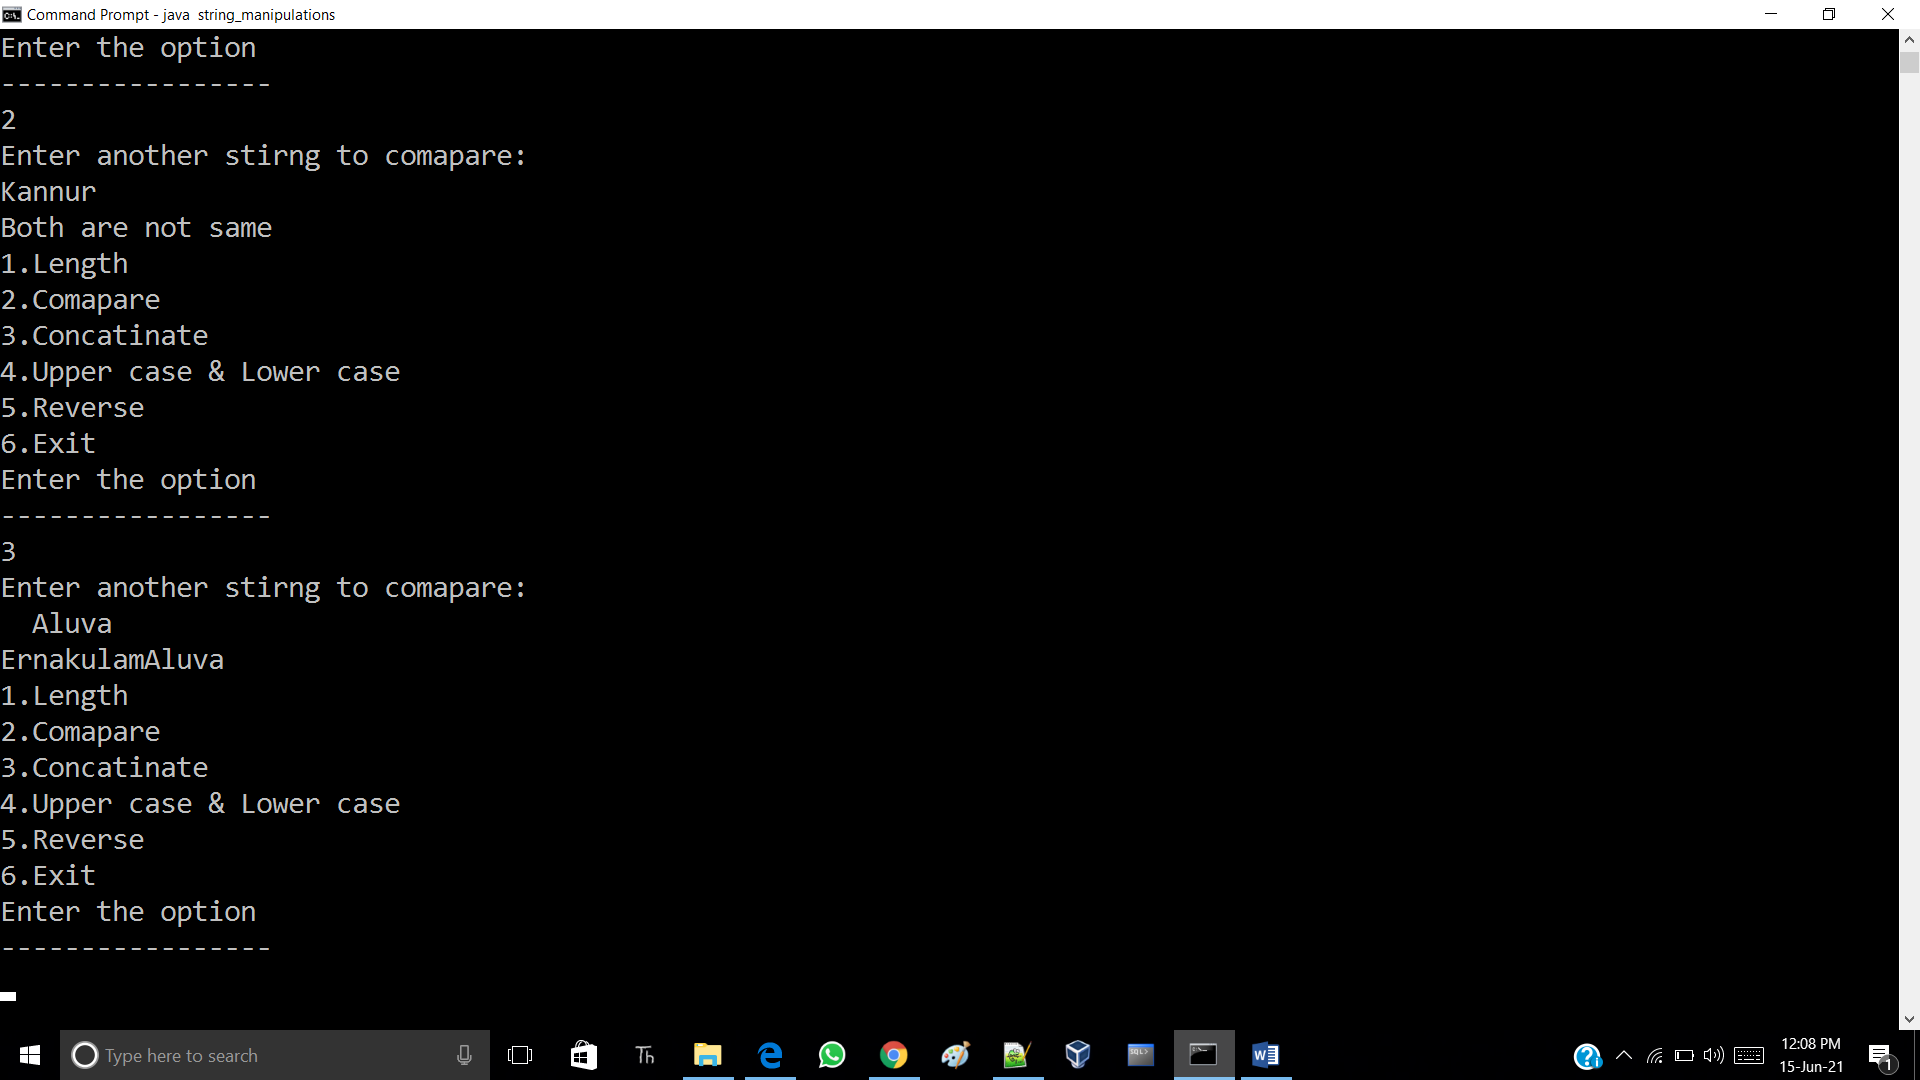 Command Prompt - java  string_manipulations
Enter the option
-----------------
2
Enter another stirng to comapare:
Kannur
Both are not same
1.Length
2.Comapare
3.Concatinate
4.Upper case & Lower case
5.Reverse
6.Exit
Enter the option
-----------------
3
Enter another stirng to comapare:
  Aluva
ErnakulamAluva
1.Length
2.Comapare
3.Concatinate
4.Upper case & Lower case
5.Reverse
6.Exit
Enter the option
-----------------
Type here to search
Th
SQL>
12:08 PM
15-Jun-21
1